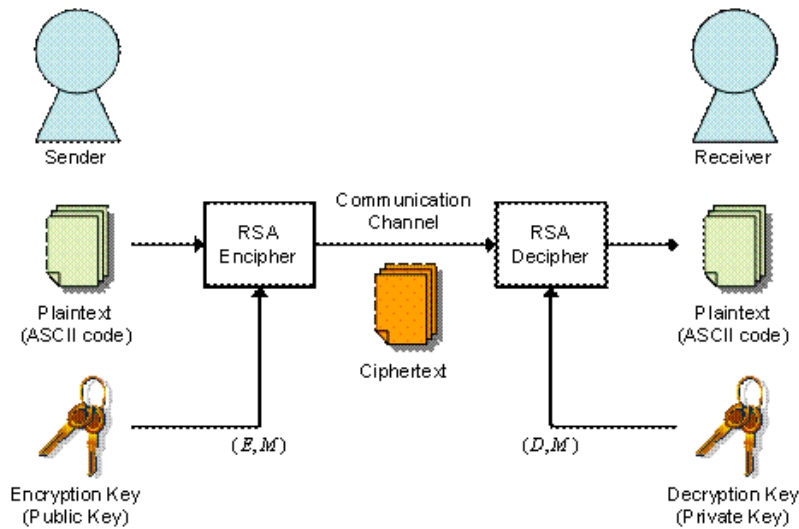 Sender
Receiver
Communication
Channel
RSA
Encipher
RSA
Decipher
Plaintext
(ASCII code)
Ciphertext
Plaintext
(ASCII code)
(E,M)
(D,M)
Encryption Key
(Public Key)
Decryption Key
(Private Key)